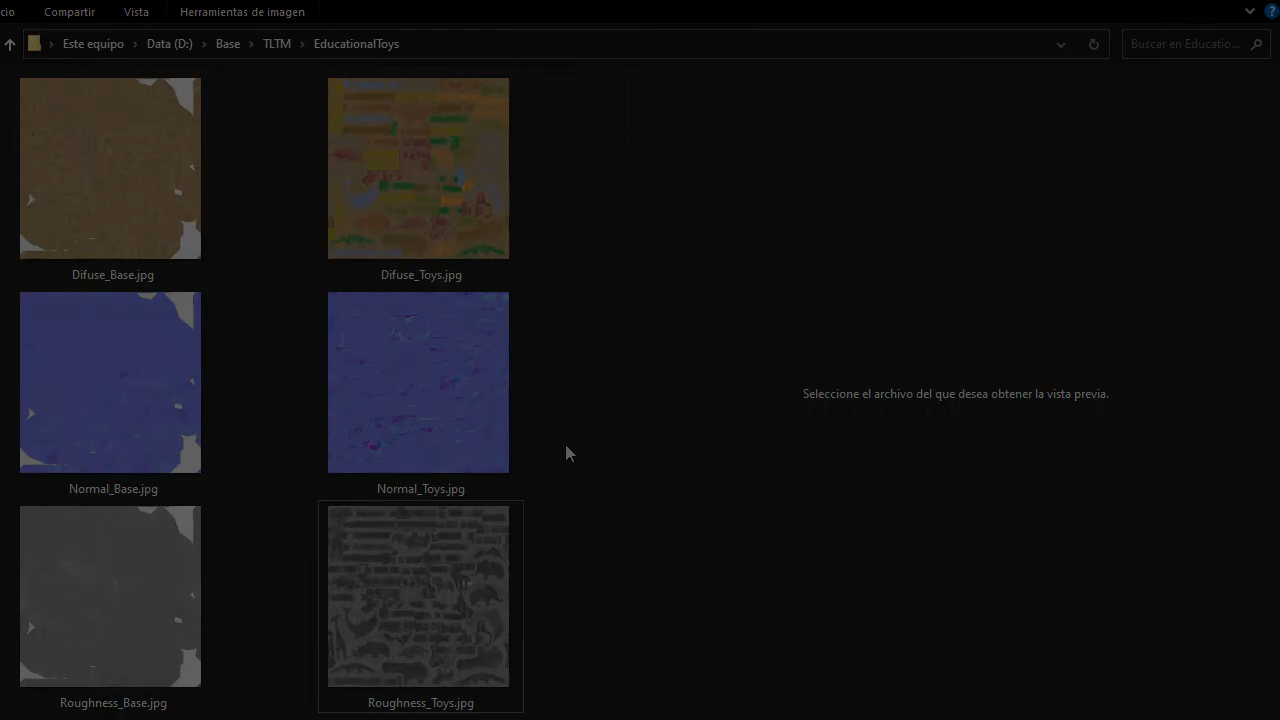 cio Compartir Vista Herramientas de imagen
Este equipo Data (D:) Base TLTM EducationalToys Buscar en Educatio...
Difuse_Base.jpg Difuse_Toys.jpg
Seleccione el archivo del que desea obtener la vista previa.
Normal_Base.jpg Normal_Toys.jpg
Roughness_Base.jpg Roughness_Toys.jpg